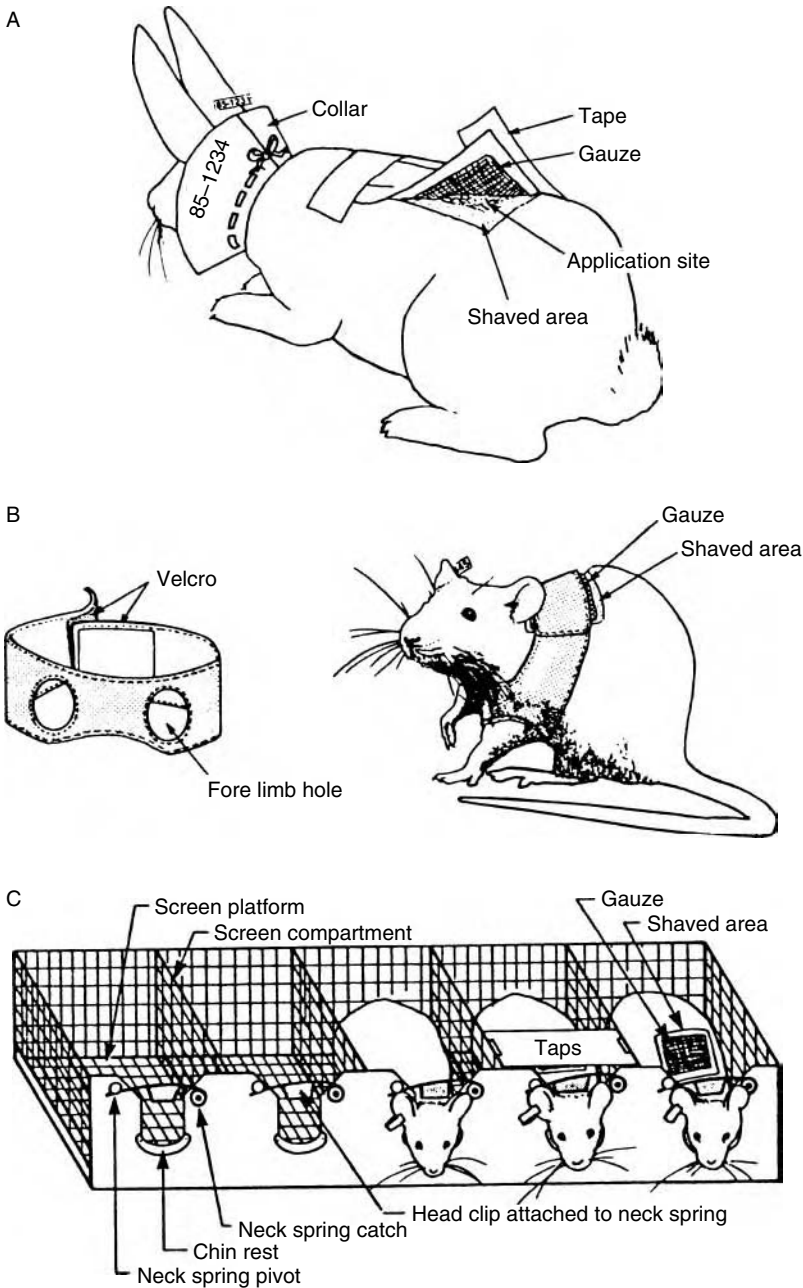 A
Collar
85–1234
Tape
Gauze
Application site
Shaved area
B
Velcro
Fore limb hole
Gauze
Shaved area
C
Screen platform
Screen compartment
Gauze
Shaved area
Taps
Head clip attached to neck spring
Neck spring catch
Chin rest
Neck spring pivot